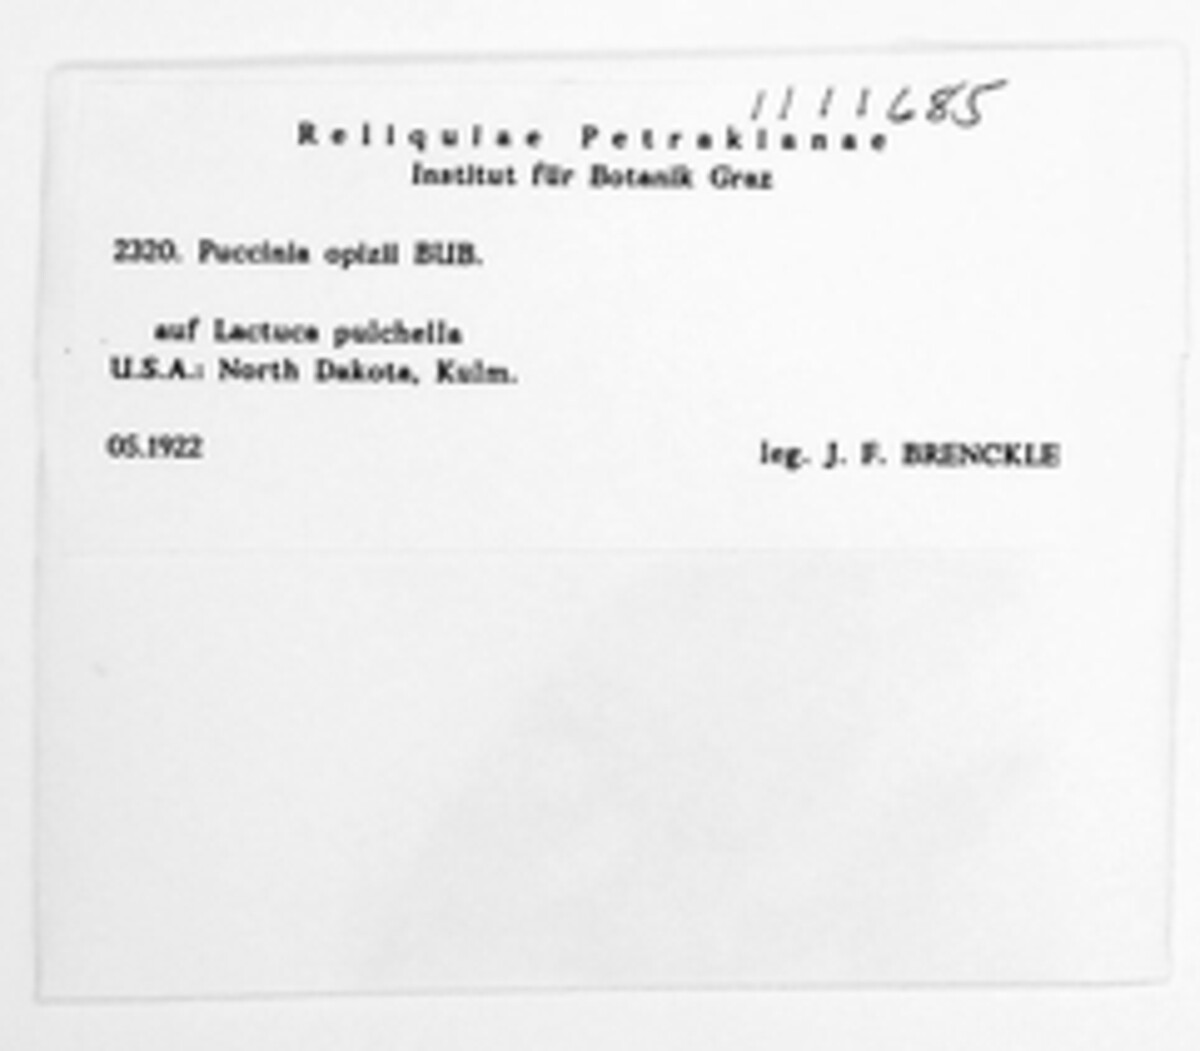 1111685
Reliquiae Petrakianae
Institut für Botanik Graz
2320. Puccinia opizii BUB.
auf Lactuca pulchella
U.S.A.: North Dakota, Kulm.
05.1922
leg. J. F. BRENCKLE